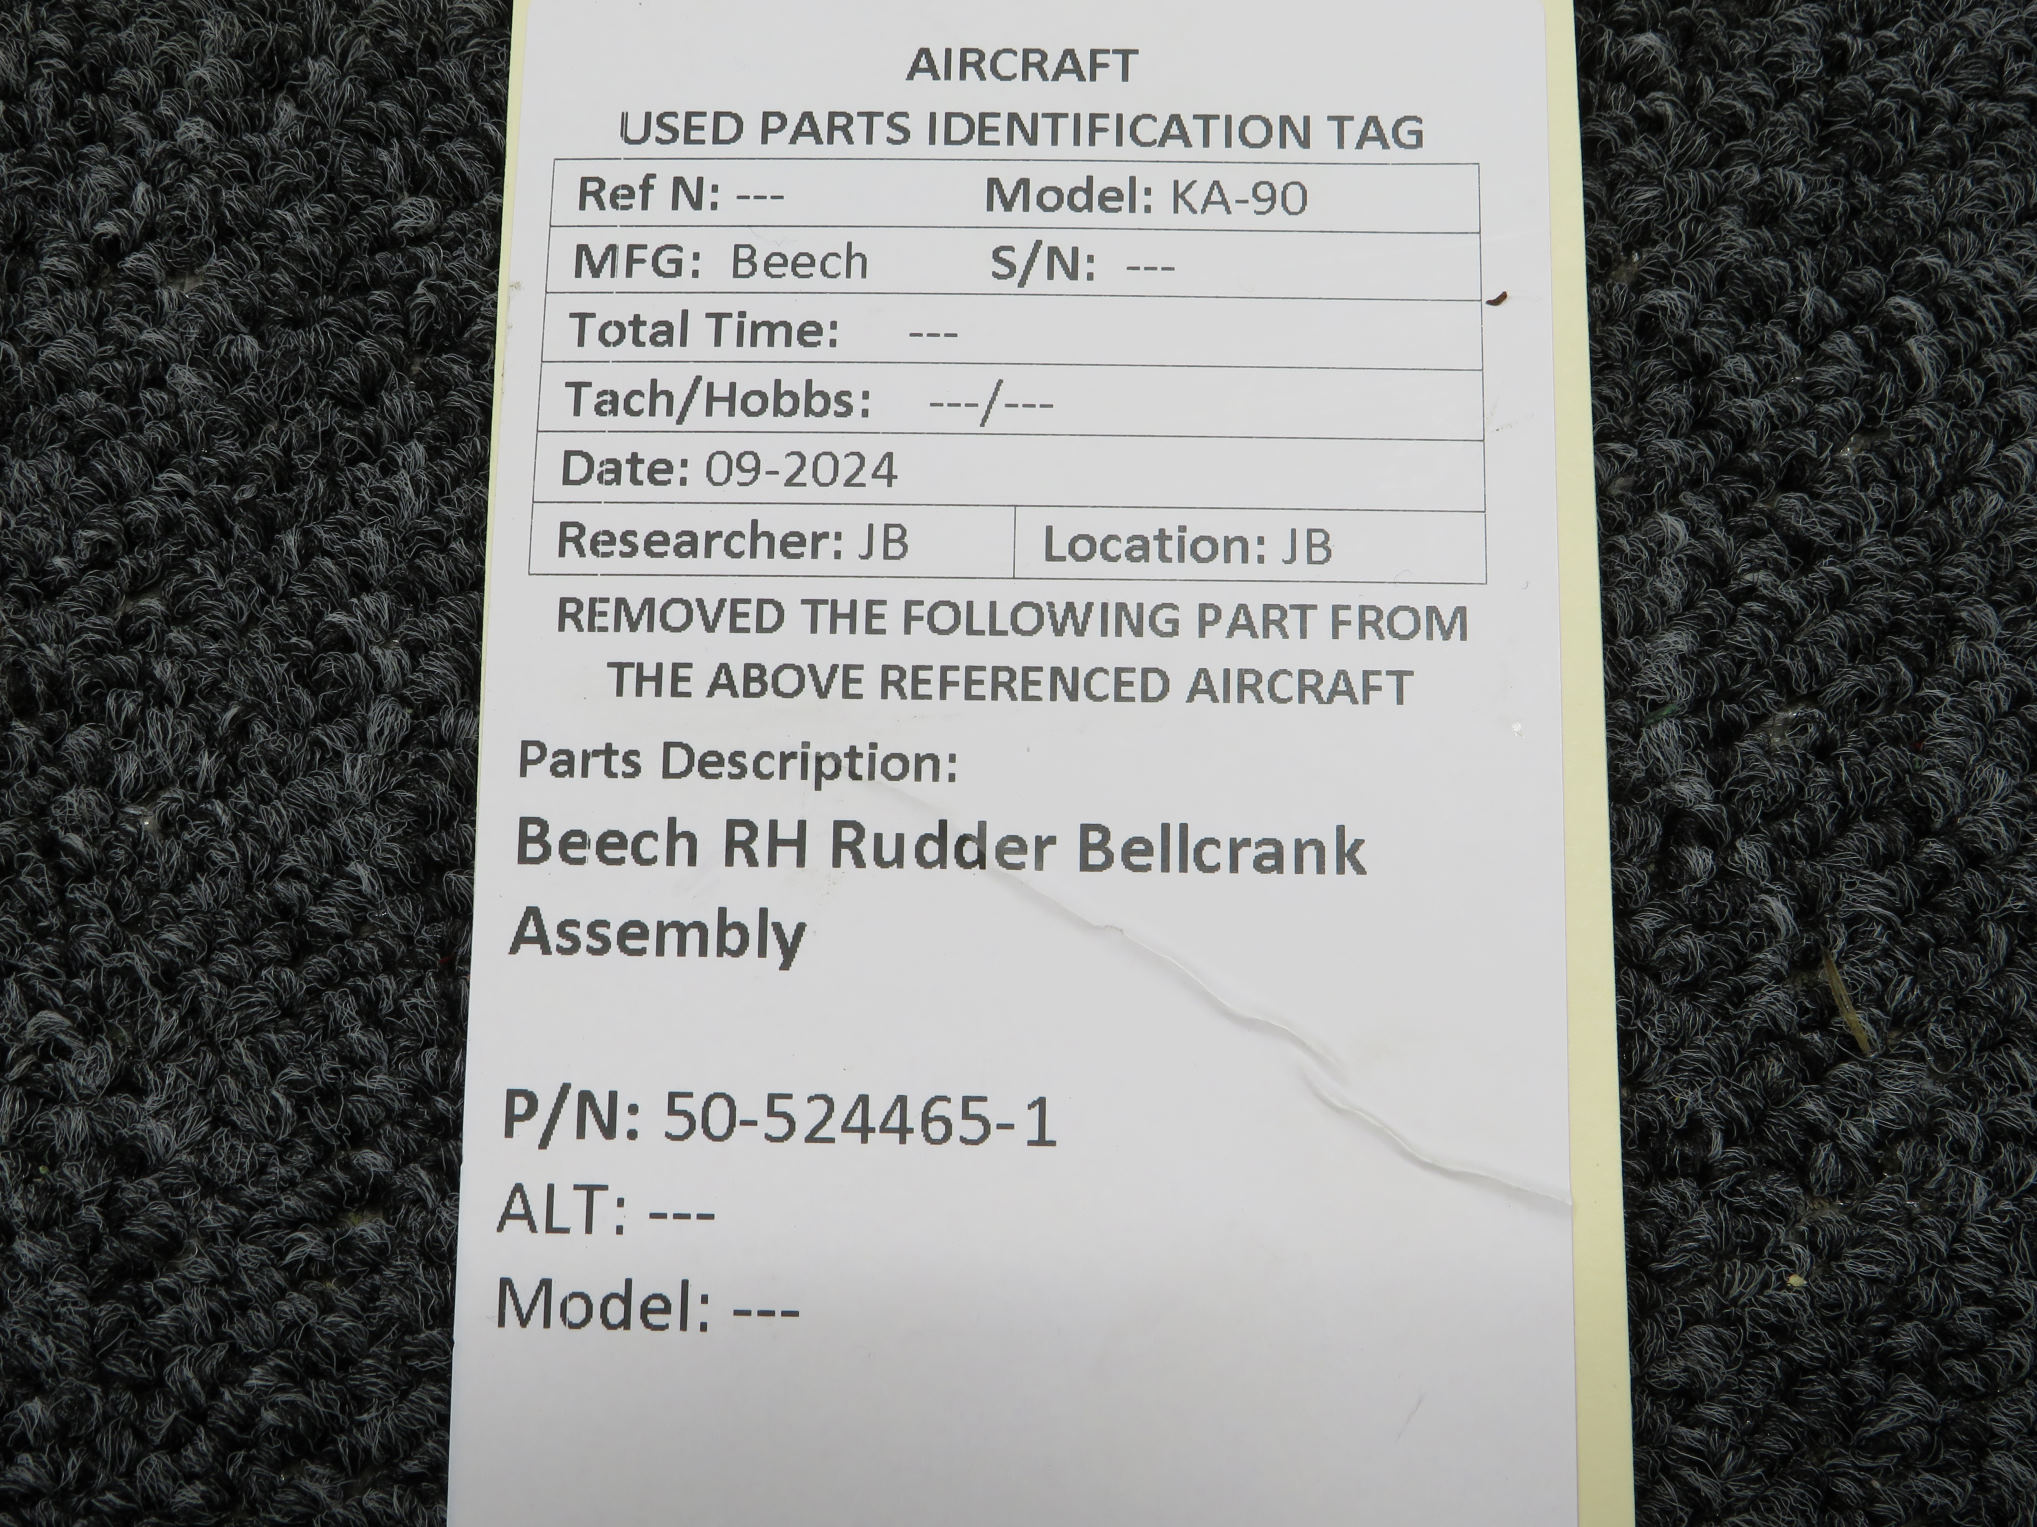 AIRCRAFT
USED PARTS IDENTIFICATION TAG
Ref N: --- Model: KA-90
MFG: Beech S/N: ---
Total Time: ---
Tach/Hobbs: ---/---
Date: 09-2024
Researcher: JB Location: JB
REMOVED THE FOLLOWING PART FROM
THE ABOVE REFERENCED AIRCRAFT
Parts Description:
Beech RH Rudder Bellcrank
Assembly
P/N: 50-524465-1
ALT: ---
Model: ---